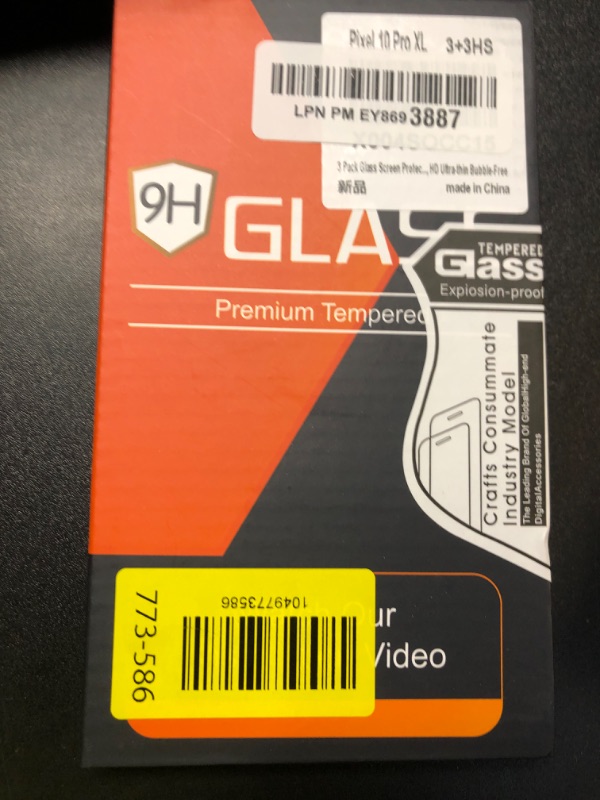 Pixel 10 Pro XL 3+3HS
LPN PM EY869 3887
3 Pack Glass Screen Protec..., HD Ultra-thin Bubble-Free
新品 made in China
9H
GLA
TEMPERED
Glass
Explosion-proof
Premium Tempered
Crafts Consummate
Industry Model
The Leading Brand Of GlobalHigh-end
DigitalAccessories
1049773586
773-586
Our
Video